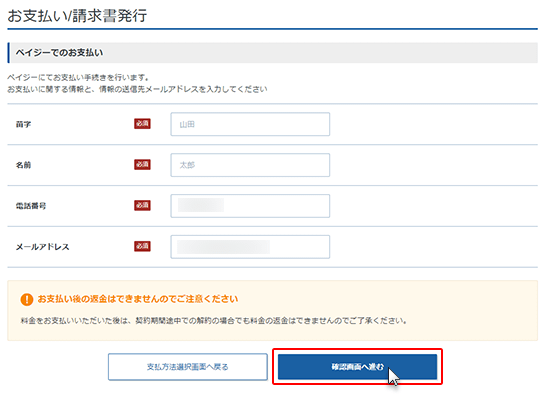 お支払い/請求書発行
ペイジーでのお支払い
ペイジーにてお支払い手続きを行います。
お支払いに関する情報と、情報の送信先メールアドレスを入力してください
苗字 必須 山田
名前 必須 太郎
電話番号 必須
メールアドレス 必須
お支払い後の返金はできませんのでご注意ください
料金をお支払いいただいた後は、契約期間途中での解約の場合でも料金の返金はできませんのでご了承ください。
支払方法選択画面へ戻る 確認画面へ進む